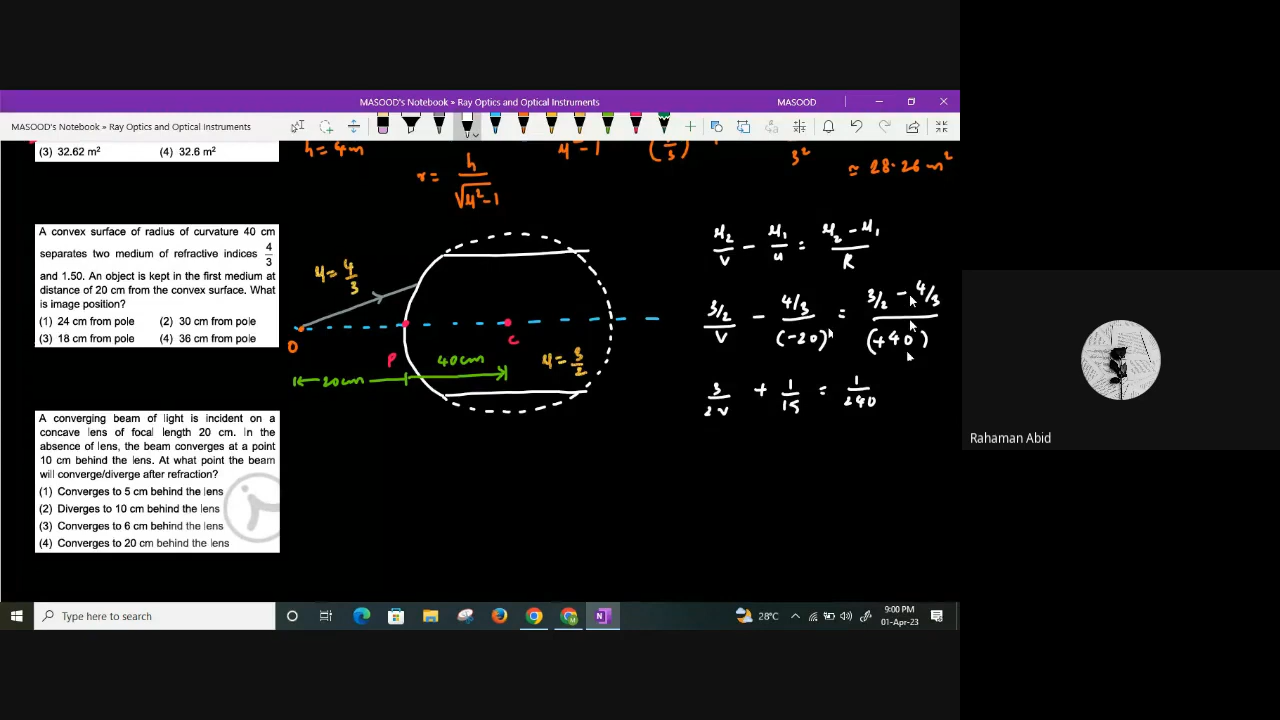 MASOOD's Notebook » Ray Optics and Optical Instruments
MASOOD
MASOOD's Notebook » Ray Optics and Optical Instruments
(3) 32.62 m² (4) 32.6 m²
h = 4m
r = h / √μ²-1
≈ 28.26 m²
A convex surface of radius of curvature 40 cm
separates two medium of refractive indices 4/3
and 1.50. An object is kept in the first medium at
distance of 20 cm from the convex surface. What
is image position?
(1) 24 cm from pole (2) 30 cm from pole
(3) 18 cm from pole (4) 36 cm from pole
μ = 4/3
O
P
C
20cm
40cm
μ = 3/2
μ₂/v - μ₁/u = μ₂-μ₁/R
3/2/v - 4/3/(-20) = 3/2 - 4/3/(+40)
3/2v + 1/15 = 1/240
A converging beam of light is incident on a
concave lens of focal length 20 cm. In the
absence of lens, the beam converges at a point
10 cm behind the lens. At what point the beam
will converge/diverge after refraction?
(1) Converges to 5 cm behind the lens
(2) Diverges to 10 cm behind the lens
(3) Converges to 6 cm behind the lens
(4) Converges to 20 cm behind the lens
Rahaman Abid
Type here to search
28°C
9:00 PM
01-Apr-23